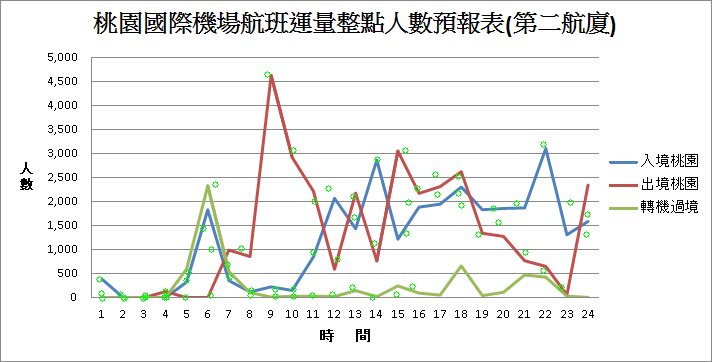 桃園國際機場航班運量整點人數預報表(第二航廈)
5,000
4,500
4,000
3,500
3,000
2,500
2,000
1,500
1,000
500
0
人數
1 2 3 4 5 6 7 8 9 10 11 12 13 14 15 16 17 18 19 20 21 22 23 24
時 間
入境桃園
出境桃園
轉機過境